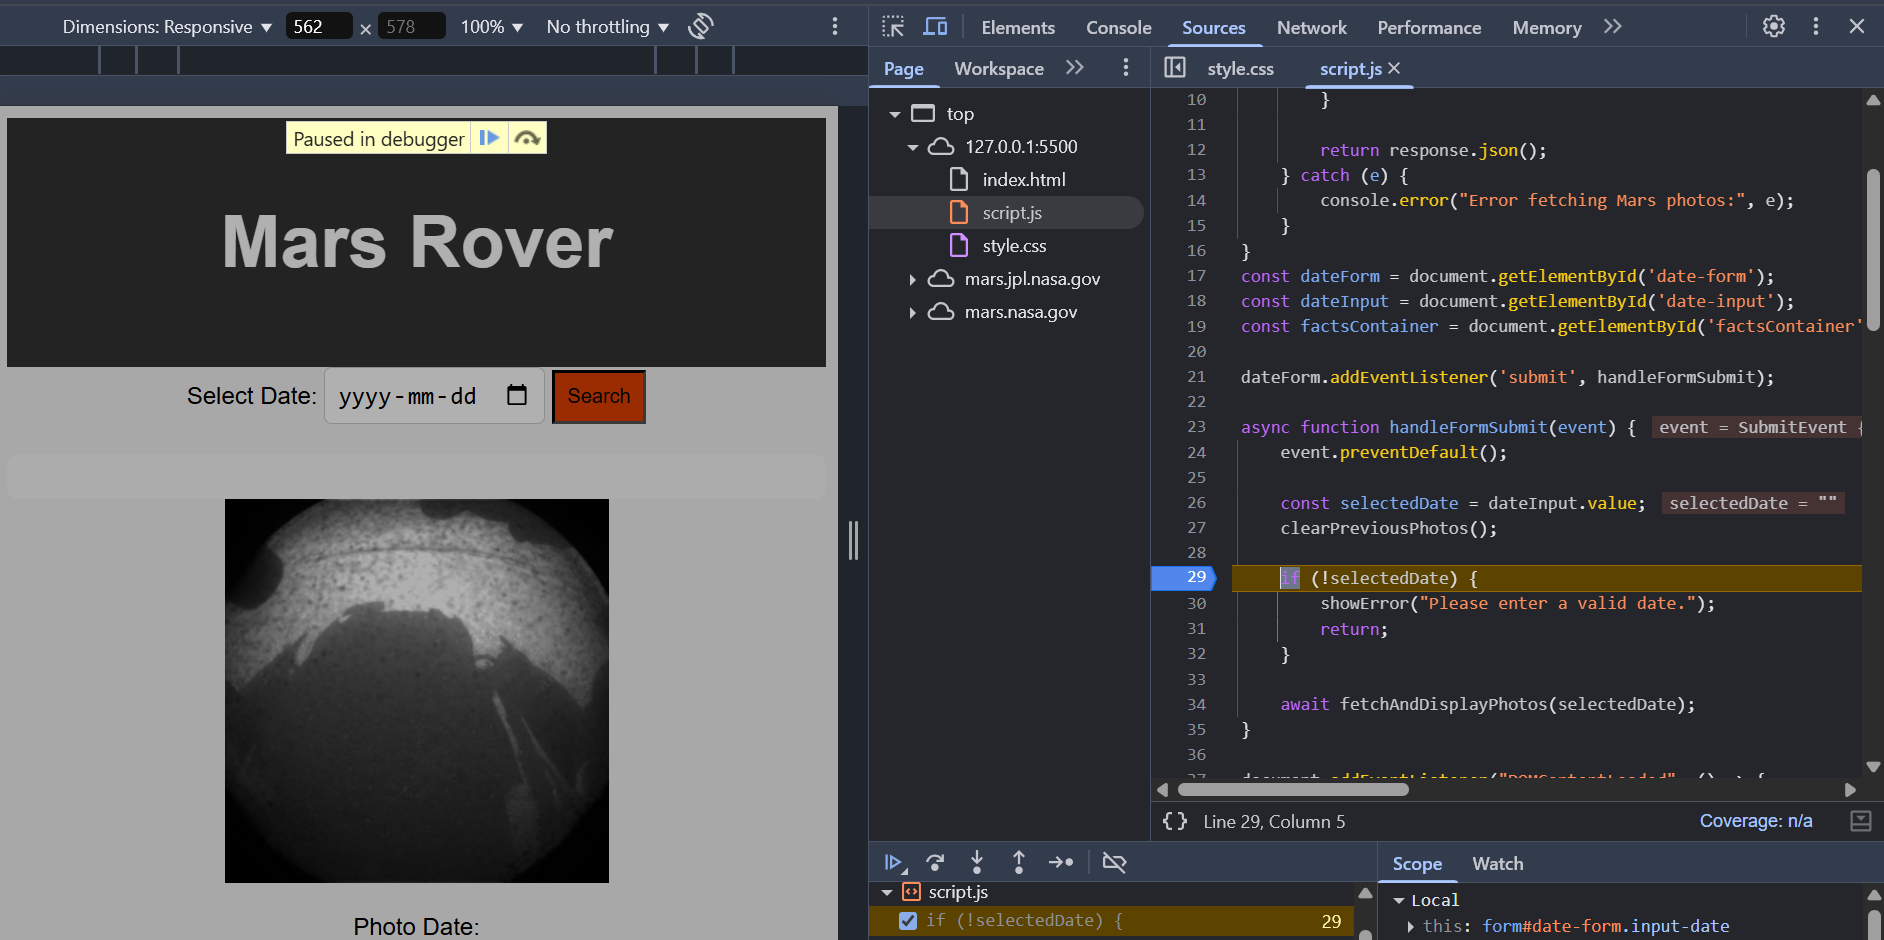 Dimensions: Responsive ▼ 562 × 578 100% ▼ No throttling ▼
Elements Console Sources Network Performance Memory
Page Workspace
style.css script.js ×
Paused in debugger
Mars Rover
Select Date: yyyy-mm-dd Search
Photo Date:
top
127.0.0.1:5500
index.html
script.js
style.css
mars.jpl.nasa.gov
mars.nasa.gov
10 }
11
12 return response.json();
13 } catch (e) {
14 console.error("Error fetching Mars photos:", e);
15 }
16 }
17 const dateForm = document.getElementById('date-form');
18 const dateInput = document.getElementById('date-input');
19 const factsContainer = document.getElementById('factsContainer'
20
21 dateForm.addEventListener('submit', handleFormSubmit);
22
23 async function handleFormSubmit(event) { event = SubmitEvent {
24 event.preventDefault();
25
26 const selectedDate = dateInput.value; selectedDate = ""
27 clearPreviousPhotos();
28
29 if (!selectedDate) {
30 showError("Please enter a valid date.");
31 return;
32 }
33
34 await fetchAndDisplayPhotos(selectedDate);
35 }
36
{} Line 29, Column 5 Coverage: n/a
Scope Watch
script.js
if (!selectedDate) { 29
Local
this: form#date-form.input-date